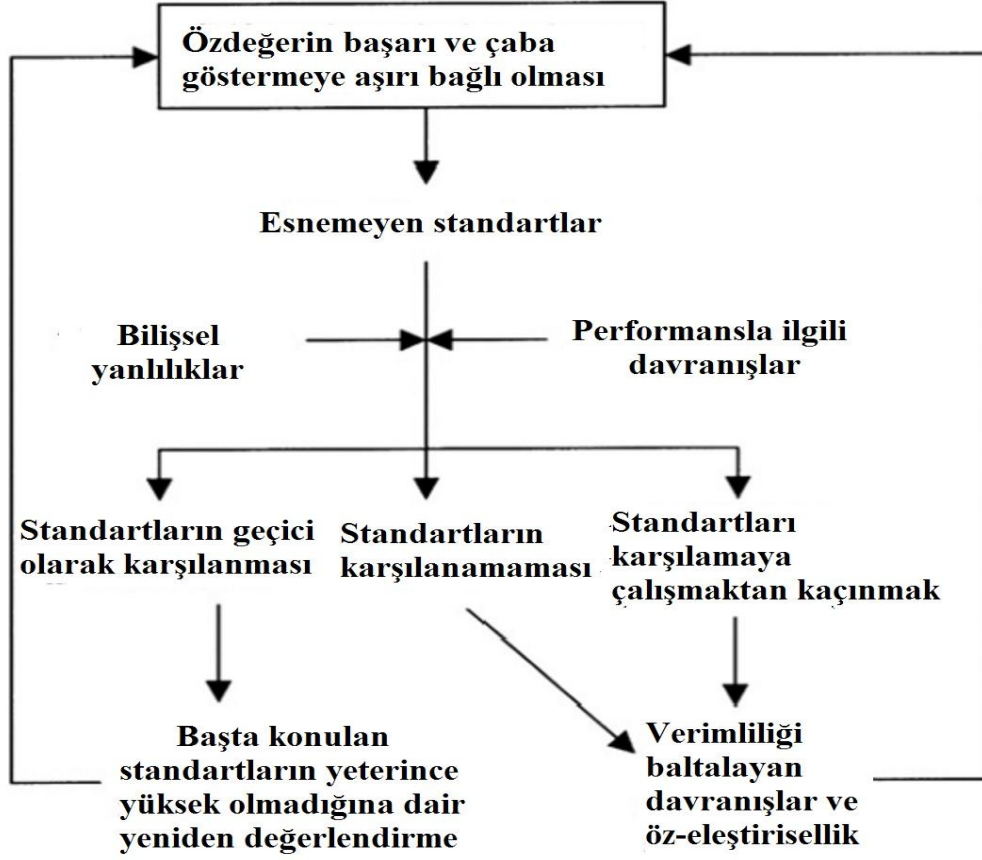 Özdeğerin başarı ve çaba
göstermeye aşırı bağlı olması
Esnemeyen standartlar
Bilişsel
yanlılıklar
Performansla ilgili
davranışlar
Standartların geçici
olarak karşılanması
Standartların
karşılanamaması
Standartları
karşılamaya
çalışmaktan kaçınmak
Başta konulan
standartların yeterince
yüksek olmadığına dair
yeniden değerlendirme
Verimliliği
baltalayan
davranışlar ve
öz-eleştirisellik